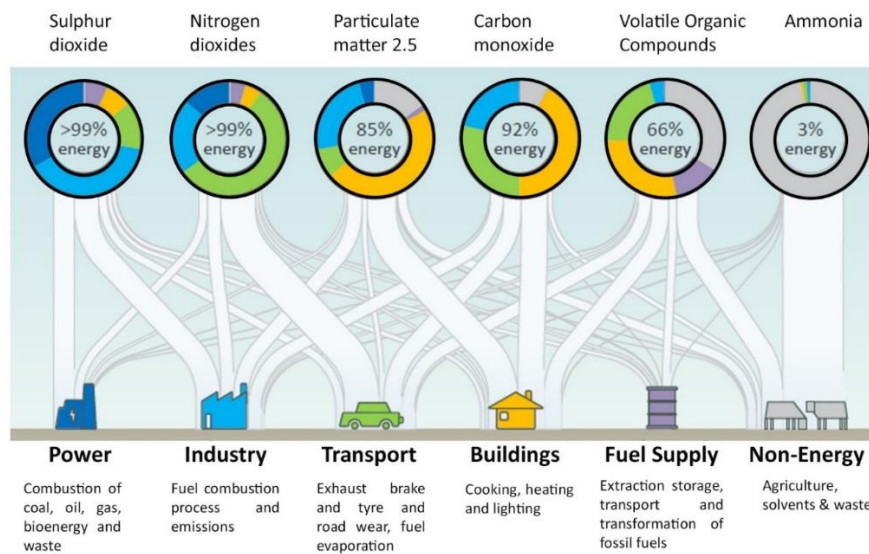 Sulphur
dioxide
Nitrogen
dioxides
Particulate
matter 2.5
Carbon
monoxide
Volatile Organic
Compounds
Ammonia
>99%
energy
>99%
energy
85%
energy
92%
energy
66%
energy
3%
energy
Power
Combustion of
coal, oil, gas,
bioenergy and
waste
Industry
Fuel combustion
process and
emissions
Transport
Exhaust brake
and tyre and
road wear, fuel
evaporation
Buildings
Cooking, heating
and lighting
Fuel Supply
Extraction storage,
transport and
transformation of
fossil fuels
Non-Energy
Agriculture,
solvents & waste